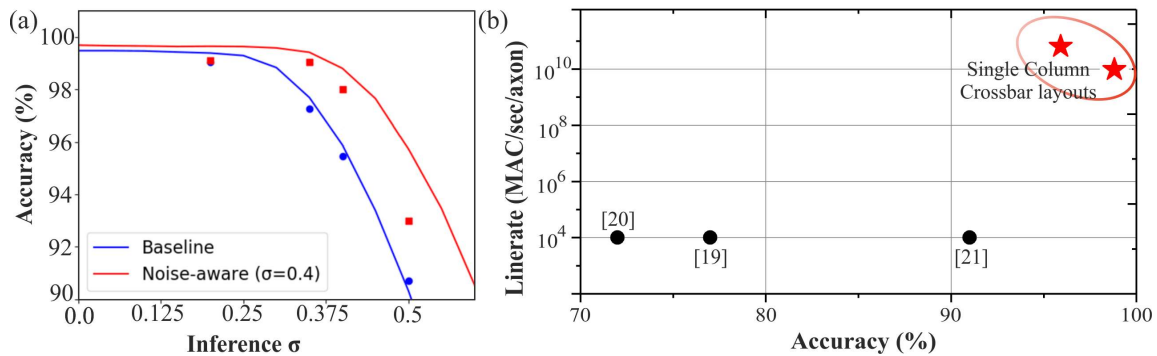 (a)
Accuracy (%)
100
98
96
94
92
90
Baseline
Noise-aware (σ=0.4)
0.0 0.125 0.25 0.375 0.5
Inference σ
(b)
Linerate (MAC/sec/axon)
10^10
10^8
10^6
10^4
Single Column
Crossbar layouts
[20]
[19]
[21]
70 80 90 100
Accuracy (%)